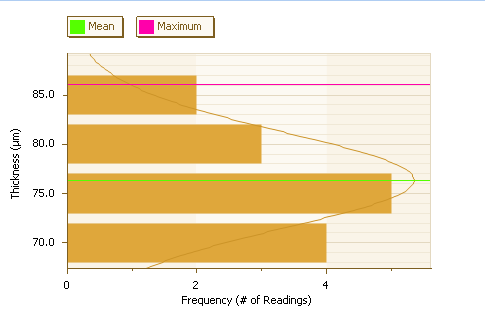 Mean Maximum
85.0
80.0
75.0
70.0
Thickness (µm)
0 2 4
Frequency (# of Readings)